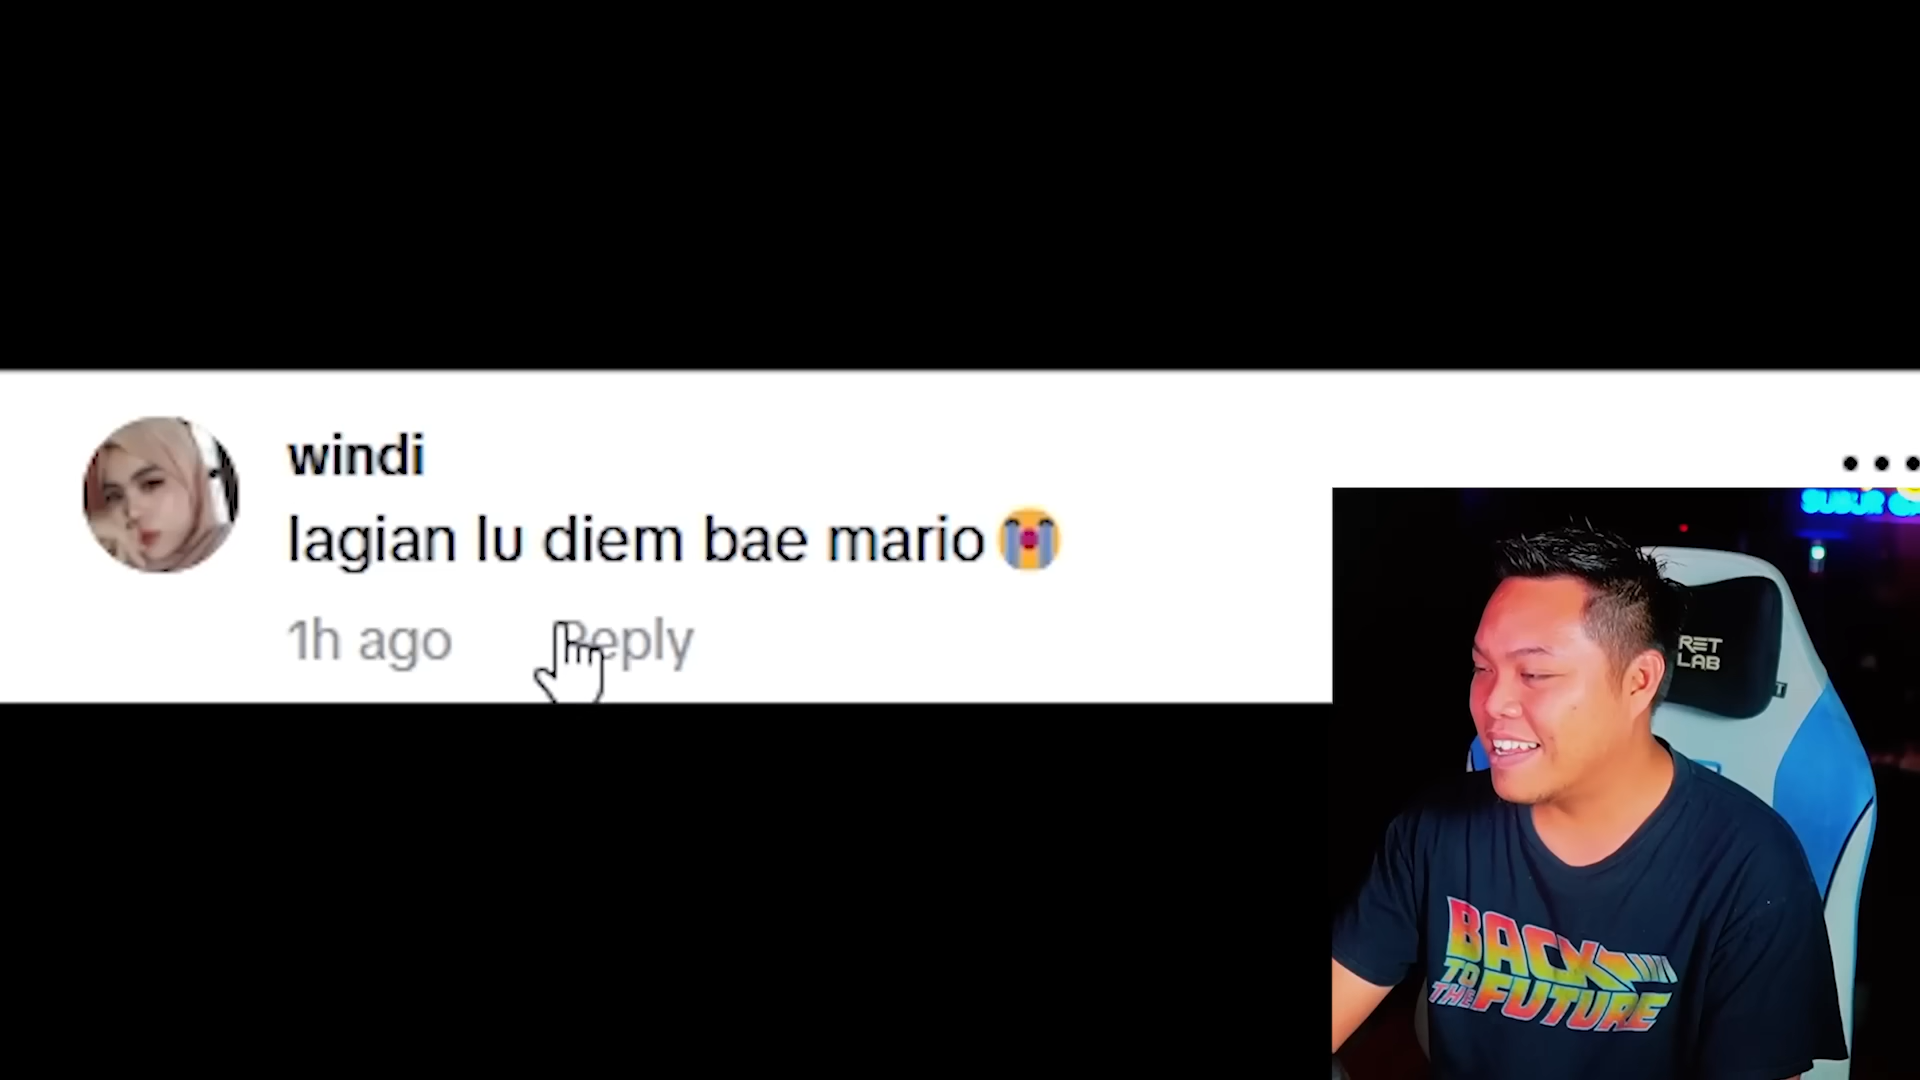 windi
lagian lu diem bae mario😭
1h ago Reply
RET
LAB
BACK
TO THE FUTURE